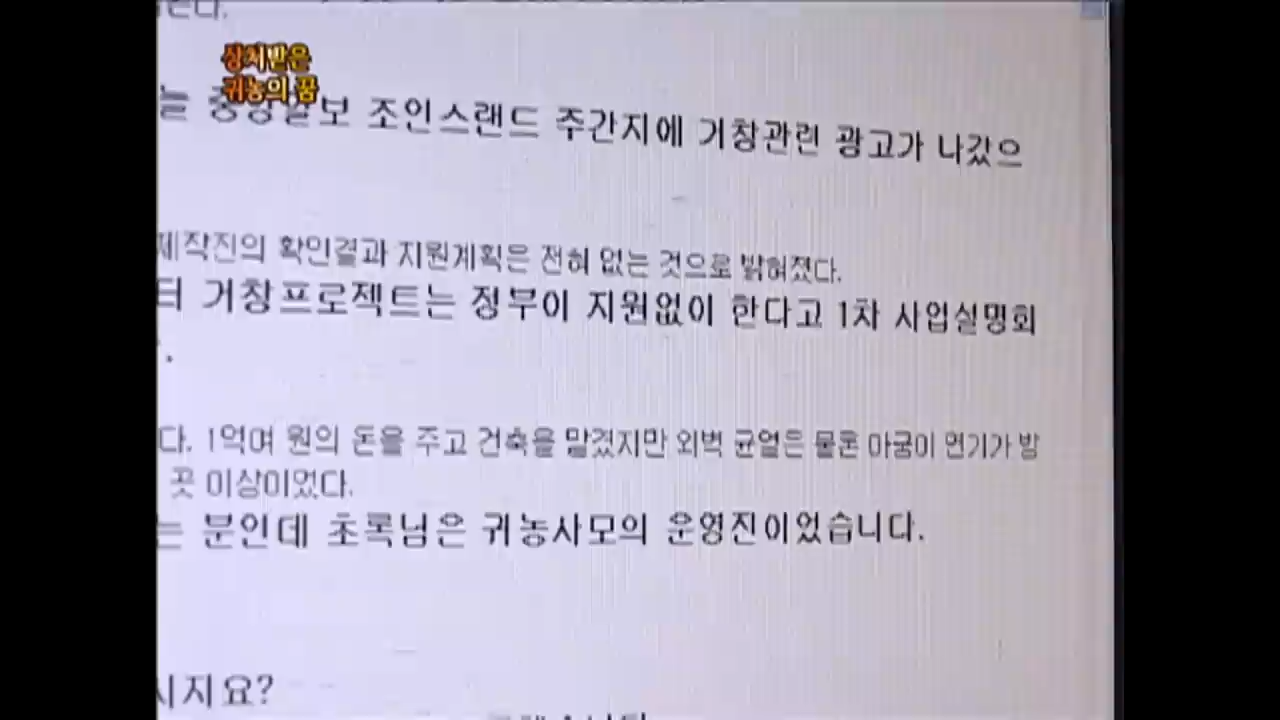 상처받은
귀농의 꿈
늘 중앙일보 조인스랜드 주간지에 거창관련 광고가 나갔으
제작진의 확인결과 지원계획은 전혀 없는 것으로 밝혀졌다.
터 거창프로젝트는 정부이 지원없이 한다고 1차 사업실명회
다. 1억여 원의 돈을 주고 건축을 맡겼지만 외벽 균열은 물론 아궁이 연기가 방
곳 이상이었다.
는 분인데 초록님은 귀농사모의 운영진이었습니다.
시지요?